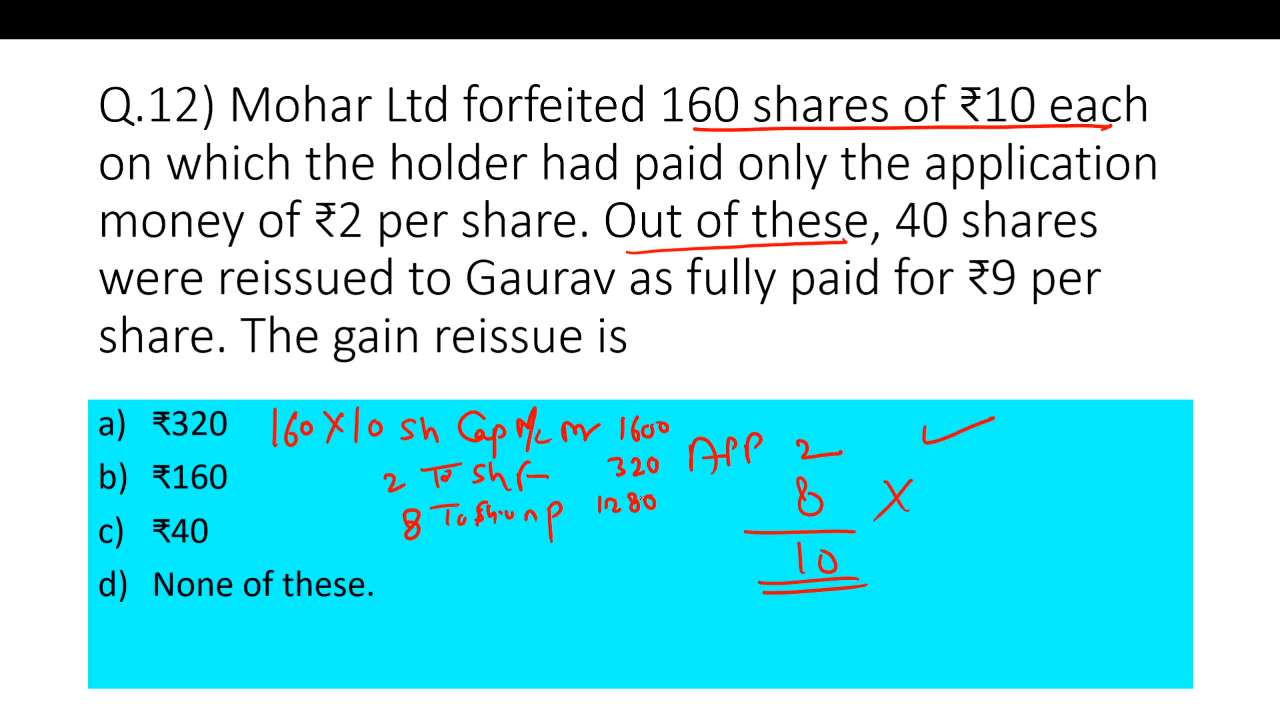 Q.12) Mohar Ltd forfeited 160 shares of ₹10 each
on which the holder had paid only the application
money of ₹2 per share. Out of these, 40 shares
were reissued to Gaurav as fully paid for ₹9 per
share. The gain reissue is
a) ₹320
160 X 10 Sh Cap A/c Dr 1600
b) ₹160
2 To Sh F 320
8 To 1280
APP 2
8 X
10
c) ₹40
d) None of these.